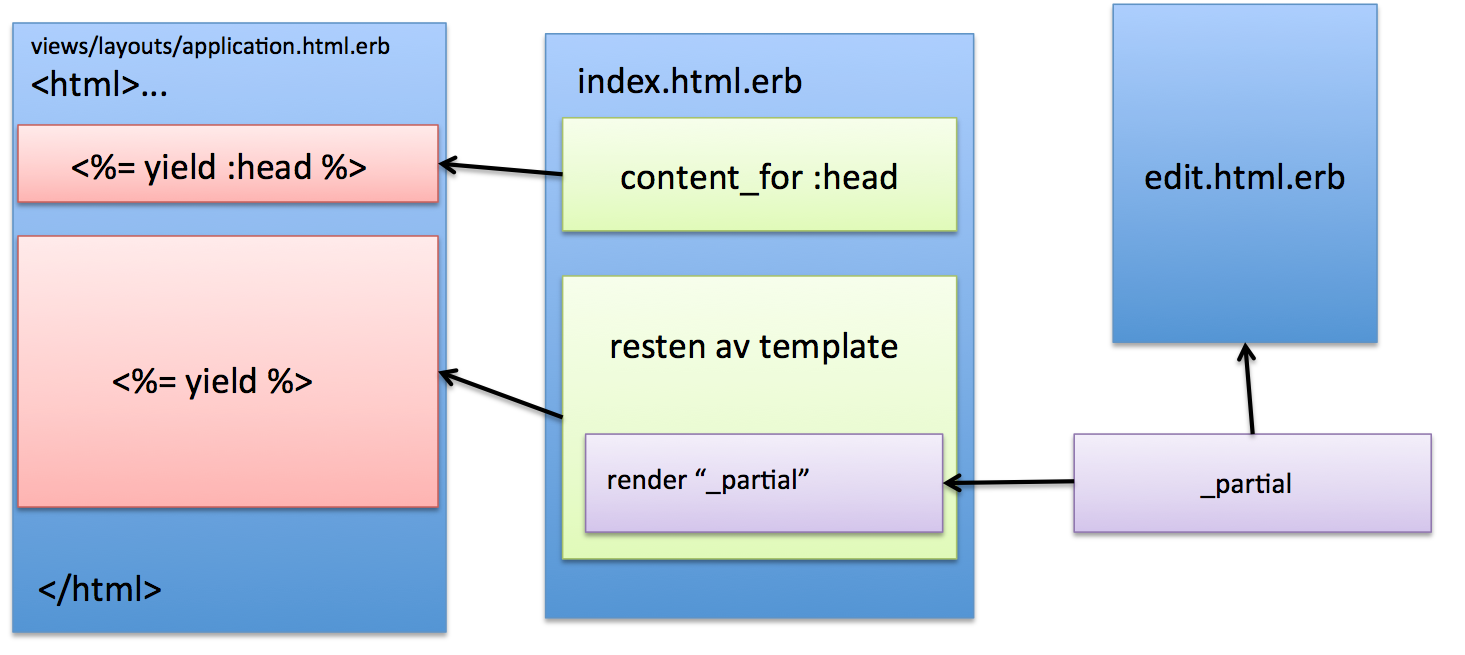 views/layouts/application.html.erb
<html>...
<%= yield :head %>
<%= yield %>
</html>
index.html.erb
content_for :head
resten av template
render “_partial”
edit.html.erb
_partial